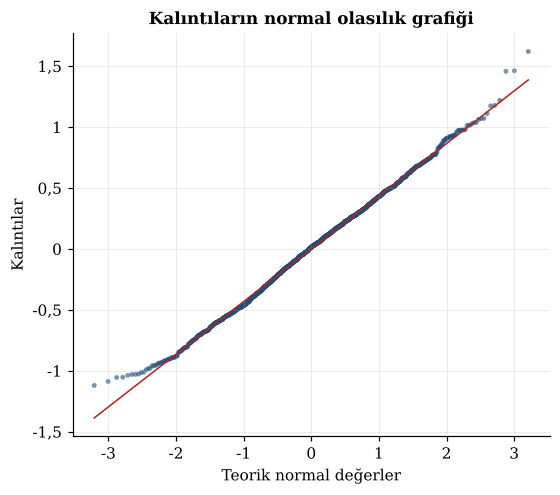 Kalıntıların normal olasılık grafiği
Kalıntılar
1,5
1
0,5
0
-0,5
-1
-1,5
-3 -2 -1 0 1 2 3
Teorik normal değerler